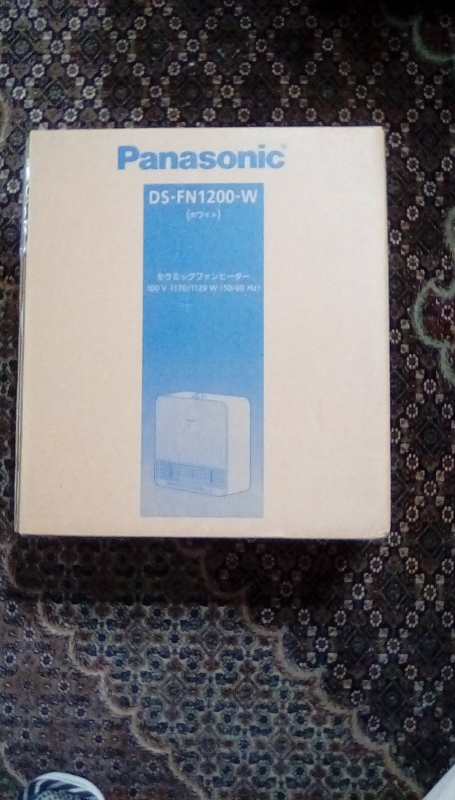 Panasonic®
DS-FN1200-W
(ホワイト)
セラミックファンヒーター
100 V 1170/1120 W (50/60 Hz)